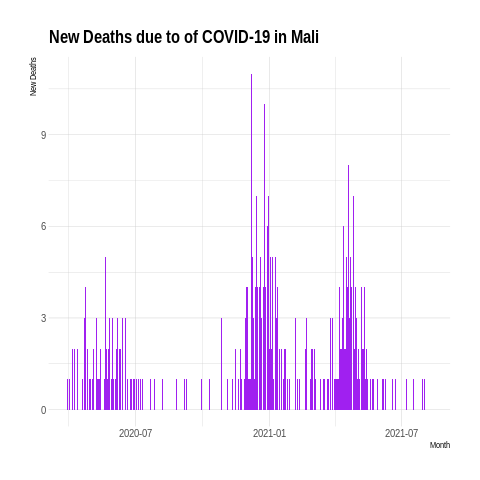 New Deaths due to of COVID-19 in Mali
New Deaths
9
6
3
0
2020-07 2021-01 2021-07
Month